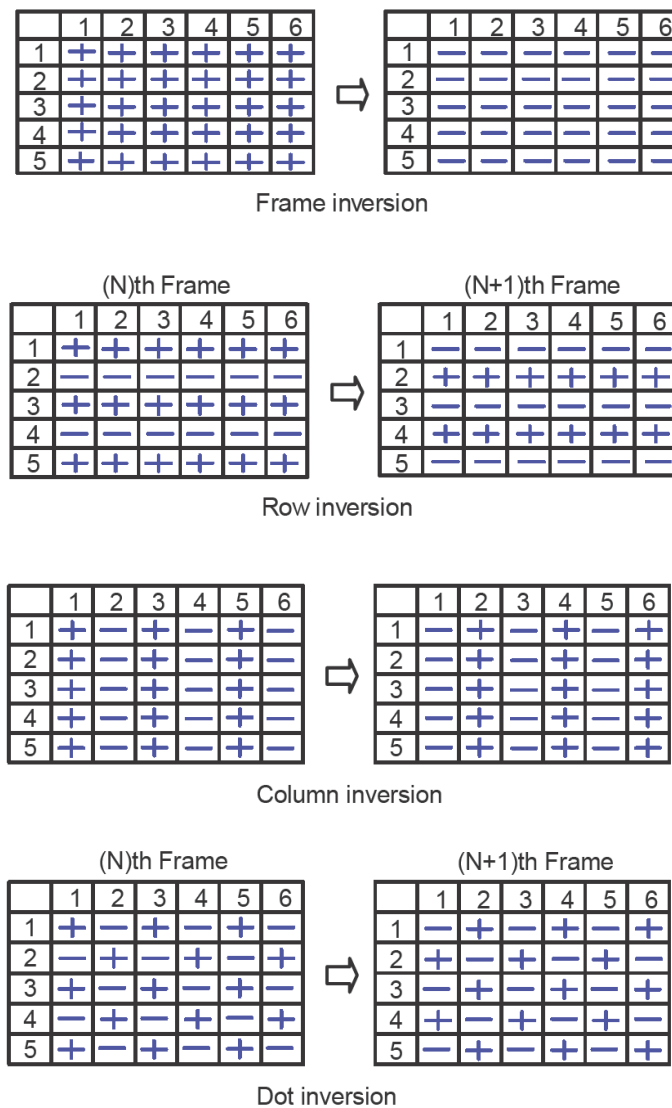 1 2 3 4 5 6 1 2 3 4 5 6
1 + + + + + + 1 − − − − − −
2 + + + + + + 2 − − − − − −
3 + + + + + + 3 − − − − − −
4 + + + + + + 4 − − − − − −
5 + + + + + + 5 − − − − − −
Frame inversion
(N)th Frame (N+1)th Frame
1 2 3 4 5 6 1 2 3 4 5 6
1 + + + + + + 1 − − − − − −
2 − − − − − − 2 + + + + + +
3 + + + + + + 3 − − − − − −
4 − − − − − − 4 + + + + + +
5 + + + + + + 5 − − − − − −
Row inversion
1 2 3 4 5 6 1 2 3 4 5 6
1 + − + − + − 1 − + − + − +
2 + − + − + − 2 − + − + − +
3 + − + − + − 3 − + − + − +
4 + − + − + − 4 − + − + − +
5 + − + − + − 5 − + − + − +
Column inversion
(N)th Frame (N+1)th Frame
1 2 3 4 5 6 1 2 3 4 5 6
1 + − + − + − 1 − + − + − +
2 − + − + − + 2 + − + − + −
3 + − + − + − 3 − + − + − +
4 − + − + − + 4 + − + − + −
5 + − + − + − 5 − + − + − +
Dot inversion